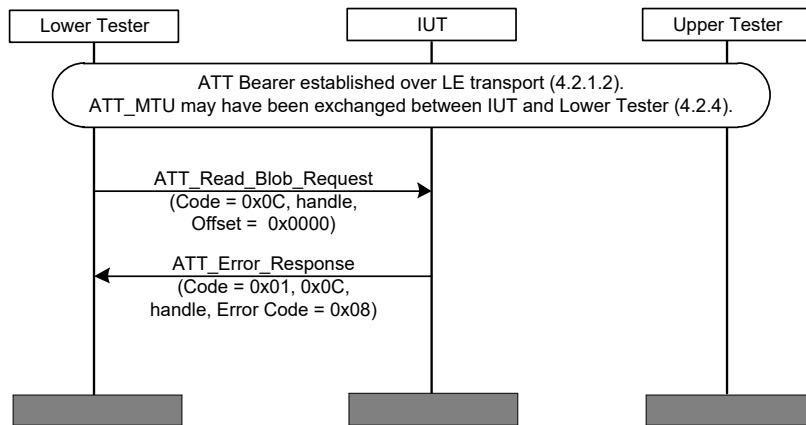 Lower Tester
IUT
Upper Tester
ATT Bearer established over LE transport (4.2.1.2).
ATT_MTU may have been exchanged between IUT and Lower Tester (4.2.4).
ATT_Read_Blob_Request
(Code = 0x0C, handle,
Offset =  0x0000)
ATT_Error_Response
(Code = 0x01, 0x0C,
handle, Error Code = 0x08)